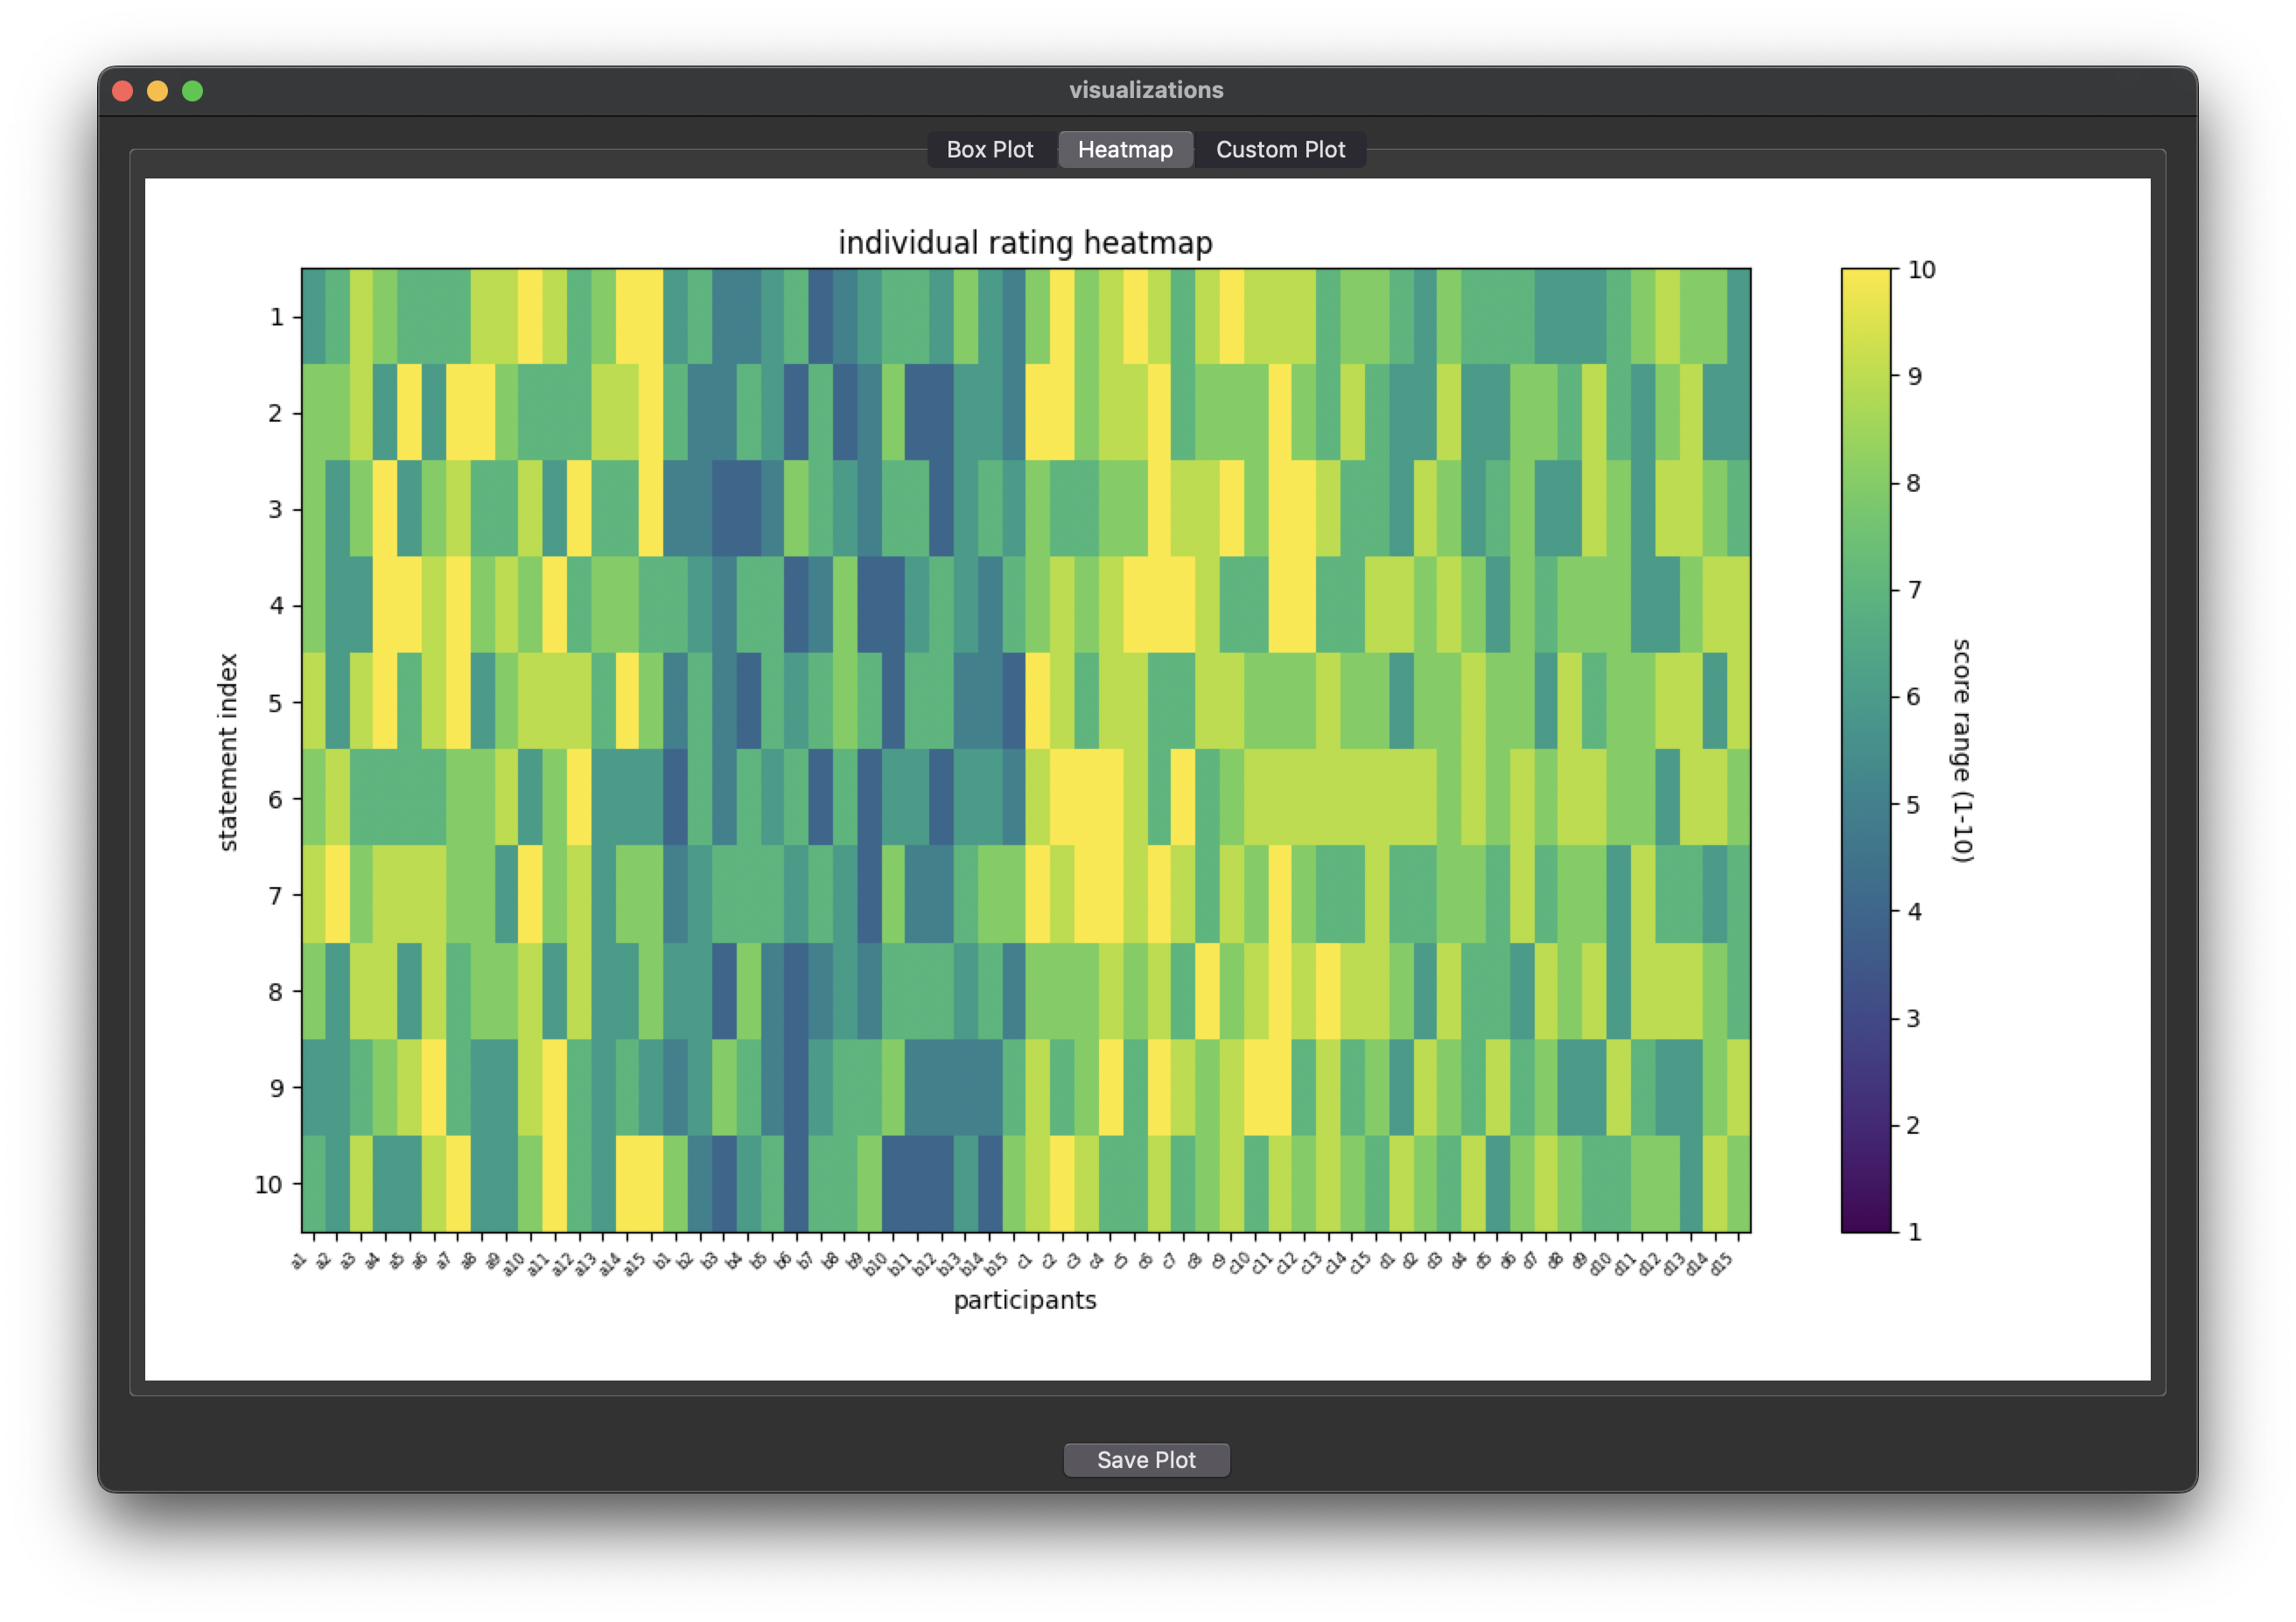 visualizations
Box Plot Heatmap Custom Plot
individual rating heatmap
statement index
1
2
3
4
5
6
7
8
9
10
a1 a2 a3 a4 a5 a6 a7 a8 a9 a10 a11 a12 a13 a14 a15 b1 b2 b3 b4 b5 b6 b7 b8 b9 b10 b11 b12 b13 b14 b15 c1 c2 c3 c4 c5 c6 c7 c8 c9 c10 c11 c12 c13 c14 c15 d1 d2 d3 d4 d5 d6 d7 d8 d9 d10 d11 d12 d13 d14 d15
participants
10
9
8
7
6
5
4
3
2
1
score range (1-10)
Save Plot